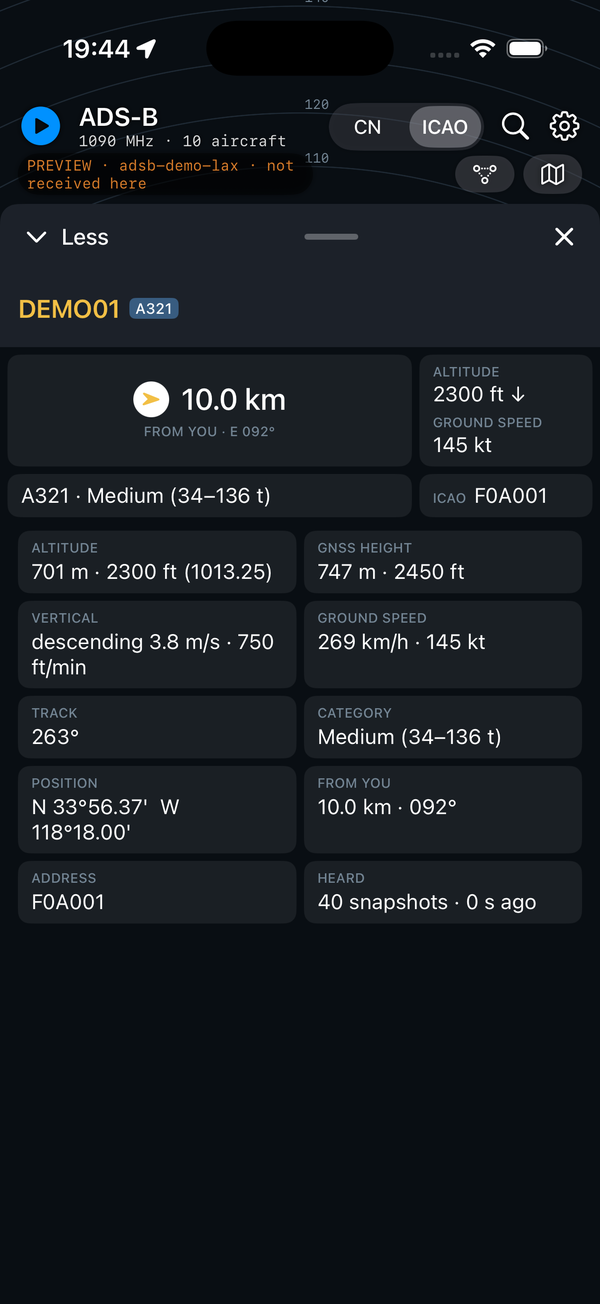 140
19:44
120
ADS-B
CN
ICAO
1090 MHz · 10 aircraft
110
PREVIEW · adsb-demo-lax · not
received here
Less
DEMO01
A321
10.0 km
FROM YOU · E 092°
ALTITUDE
2300 ft ↓
GROUND SPEED
145 kt
A321 · Medium (34–136 t)
ICAO F0A001
ALTITUDE
701 m · 2300 ft (1013.25)
GNSS HEIGHT
747 m · 2450 ft
VERTICAL
descending 3.8 m/s · 750
ft/min
GROUND SPEED
269 km/h · 145 kt
TRACK
263°
CATEGORY
Medium (34–136 t)
POSITION
N 33°56.37' W
118°18.00'
FROM YOU
10.0 km · 092°
ADDRESS
F0A001
HEARD
40 snapshots · 0 s ago